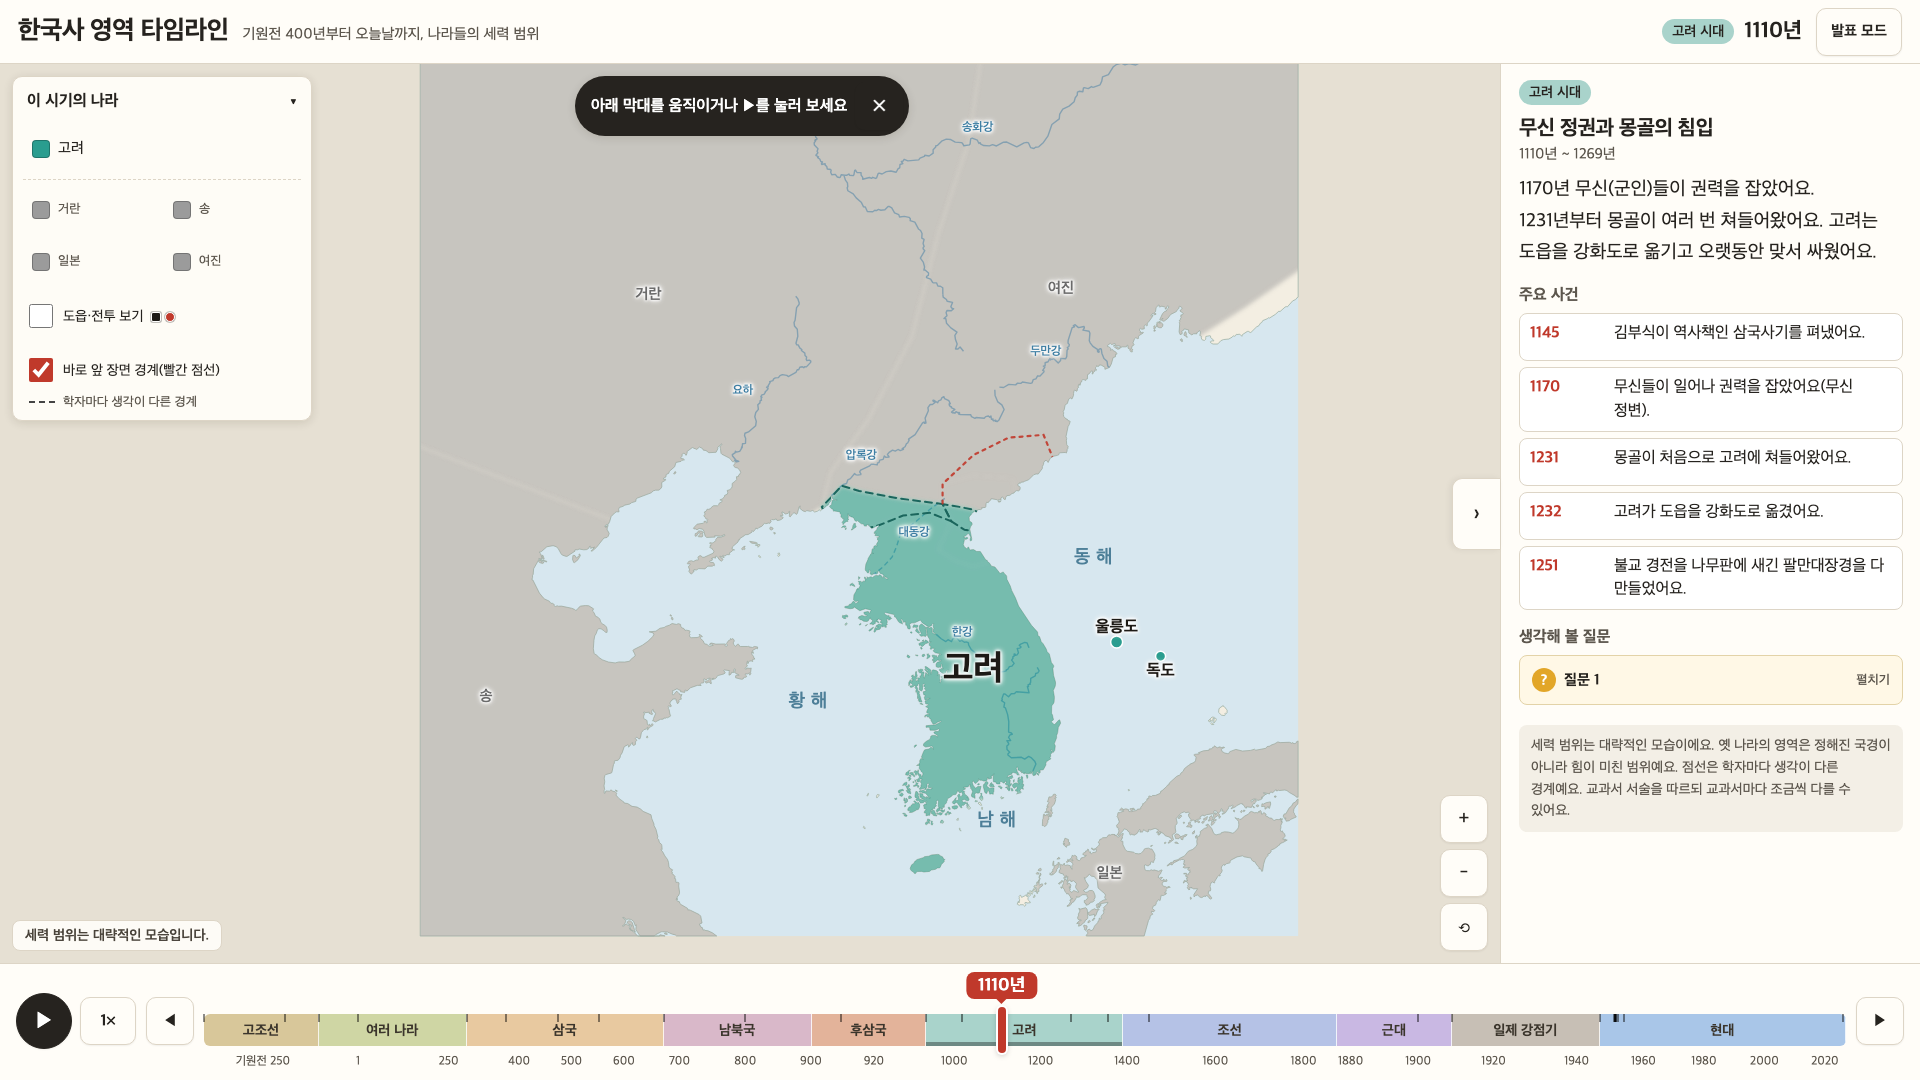 한국사 영역 타임라인
기원전 400년부터 오늘날까지, 나라들의 세력 범위
고려 시대
1110년
발표 모드
이 시기의 나라
▼
고려
거란
송
일본
여진
도읍·전투 보기
바로 앞 장면 경계(빨간 점선)
학자마다 생각이 다른 경계
아래 막대를 움직이거나 ▶를 눌러 보세요 ✕
송화강
거란
여진
두만강
요하
압록강
대동강
동해
울릉도
한강
고려
독도
송
황해
남해
일본
세력 범위는 대략적인 모습입니다.
›
+
−
⟲
고려 시대
무신 정권과 몽골의 침입
1110년 ~ 1269년
1170년 무신(군인)들이 권력을 잡았어요.
1231년부터 몽골이 여러 번 쳐들어왔어요. 고려는
도읍을 강화도로 옮기고 오랫동안 맞서 싸웠어요.
주요 사건
1145 김부식이 역사책인 삼국사기를 펴냈어요.
1170 무신들이 일어나 권력을 잡았어요(무신
정변).
1231 몽골이 처음으로 고려에 쳐들어왔어요.
1232 고려가 도읍을 강화도로 옮겼어요.
1251 불교 경전을 나무판에 새긴 팔만대장경을 다
만들었어요.
생각해 볼 질문
? 질문 1 펼치기
세력 범위는 대략적인 모습이에요. 옛 나라의 영역은 정해진 국경이
아니라 힘이 미친 범위예요. 점선은 학자마다 생각이 다른
경계예요. 교과서 서술을 따르되 교과서마다 조금씩 다를 수
있어요.
1110년
▶ 1× ◀
고조선 여러 나라 삼국 남북국 후삼국 고려 조선 근대 일제 강점기 현대
▶
기원전 250 1 250 400 500 600 700 800 900 920 1000 1200 1400 1600 1800 1880 1900 1920 1940 1960 1980 2000 2020